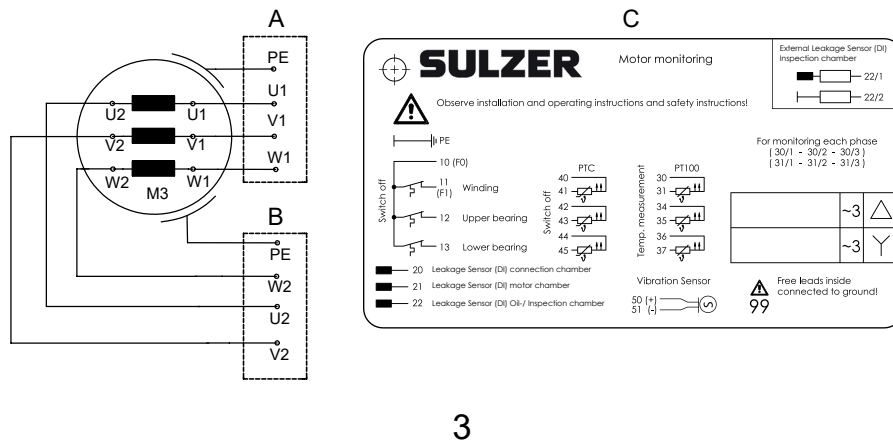 A
PE
U1
V1
W1
U2 U1
V2 V1
W2 W1
M3
B
PE
W2
U2
V2
C
SULZER
Motor monitoring
External Leakage Sensor (DI)
Inspection chamber
22/1
22/2
Observe installation and operating instructions and safety instructions!
PE
Switch off
10 (F0)
11
(F1) Winding
12 Upper bearing
13 Lower bearing
Switch off
PTC
40
41
42
43
44
45
Temp. measurement
PT100
30
31
34
35
36
37
For monitoring each phase
( 30/1 - 30/2 - 30/3 )
( 31/1 - 31/2 - 31/3 )
~3
~3
20 Leakage Sensor (DI) connection chamber
21 Leakage Sensor (DI) motor chamber
22 Leakage Sensor (DI) Oil-/ Inspection chamber
Vibration Sensor
50 (+)
51 (-)
S
Free leads inside
connected to ground!
99
3